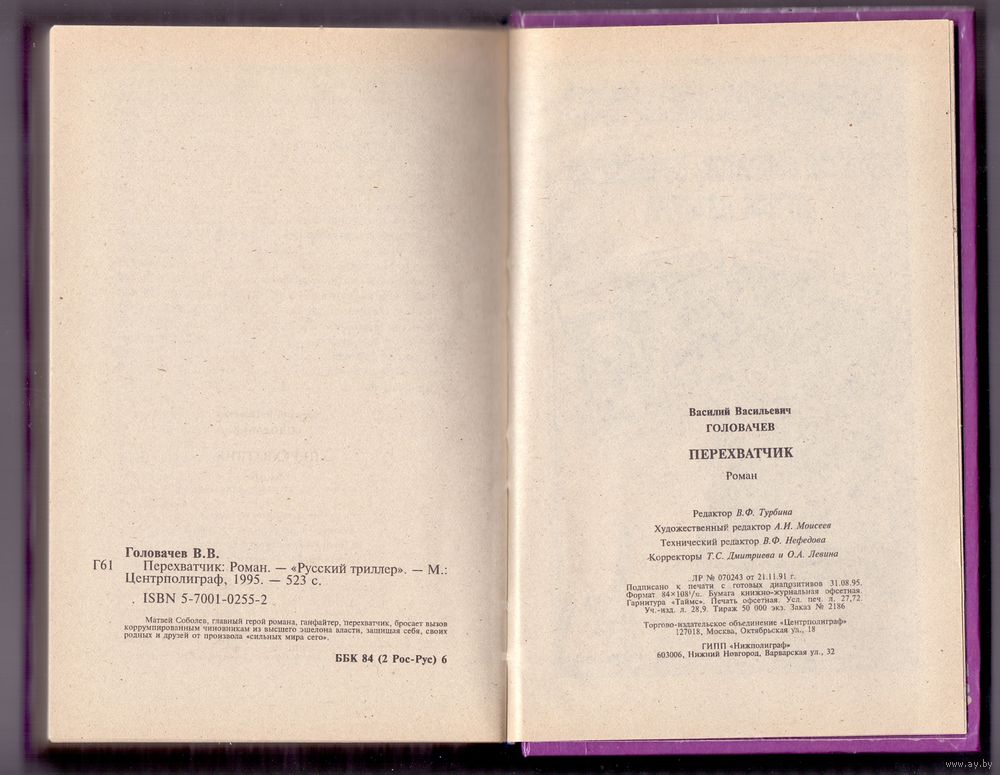 Головачев В.В.
Г61 Перехватчик: Роман. — «Русский триллер». — М.:
Центрполиграф, 1995. — 523 с.
ISBN 5-7001-0255-2
Матвей Соболев, главный герой романа, ганфайтер, перехватчик, бросает вызов
коррумпированным чиновникам из высшего эшелона власти, защищая себя, своих
родных и друзей от произвола «сильных мира сего».
ББК 84 (2 Рос-Рус) 6
Василий Васильевич
ГОЛОВАЧЕВ
ПЕРЕХВАТЧИК
Роман
Редактор В.Ф. Турбина
Художественный редактор А.И. Моисеев
Технический редактор В.Ф. Нефедова
Корректоры Т.С. Дмитриева и О.А. Левина
ЛР № 070243 от 21.11.91 г.
Подписано к печати с готовых диапозитивов 31.08.95.
Формат 84×108¹/₃₂. Бумага книжно-журнальная офсетная.
Гарнитура «Таймс». Печать офсетная. Усл. печ. л. 27,72.
Уч.-изд. л. 28,9. Тираж 50 000 экз. Заказ № 2186
Торгово-издательское объединение «Центрполиграф»
127018, Москва, Октябрьская ул., 18
ГИПП «Нижполиграф»
603006, Нижний Новгород, Варварская ул., 32
www.ay.by